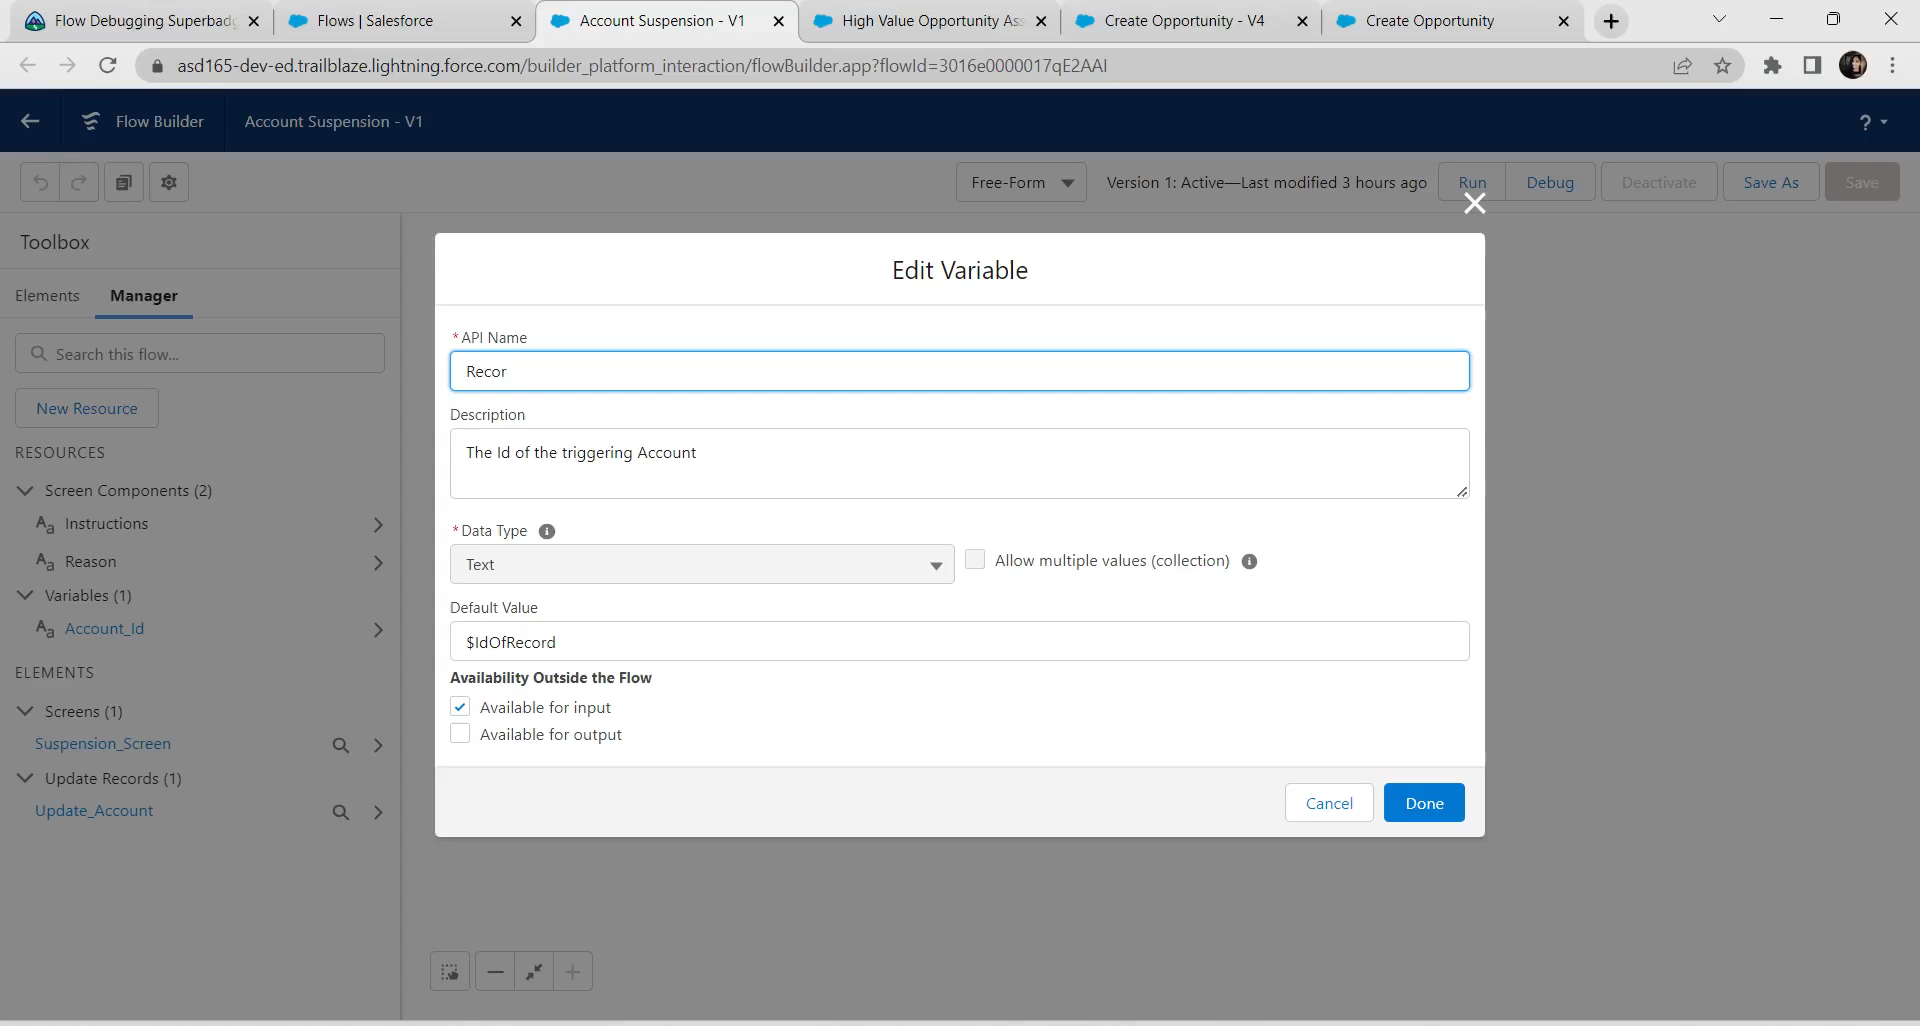 Flow Debugging Superbadg
Flows | Salesforce
Account Suspension - V1
High Value Opportunity Ass
Create Opportunity - V4
Create Opportunity
asd165-dev-ed.trailblaze.lightning.force.com/builder_platform_interaction/flowBuilder.app?flowId=3016e0000017qE2AAI
Flow Builder
Account Suspension - V1
?
Free-Form
Version 1: Active—Last modified 3 hours ago
Run
Debug
Deactivate
Save As
Save
Toolbox
Elements
Manager
Search this flow...
New Resource
RESOURCES
Screen Components (2)
Aa Instructions
Aa Reason
Variables (1)
Aa Account_Id
ELEMENTS
Screens (1)
Suspension_Screen
Update Records (1)
Update_Account
Edit Variable
* API Name
Recor
Description
The Id of the triggering Account
* Data Type
Text
Allow multiple values (collection)
Default Value
$IdOfRecord
Availability Outside the Flow
Available for input
Available for output
Cancel
Done